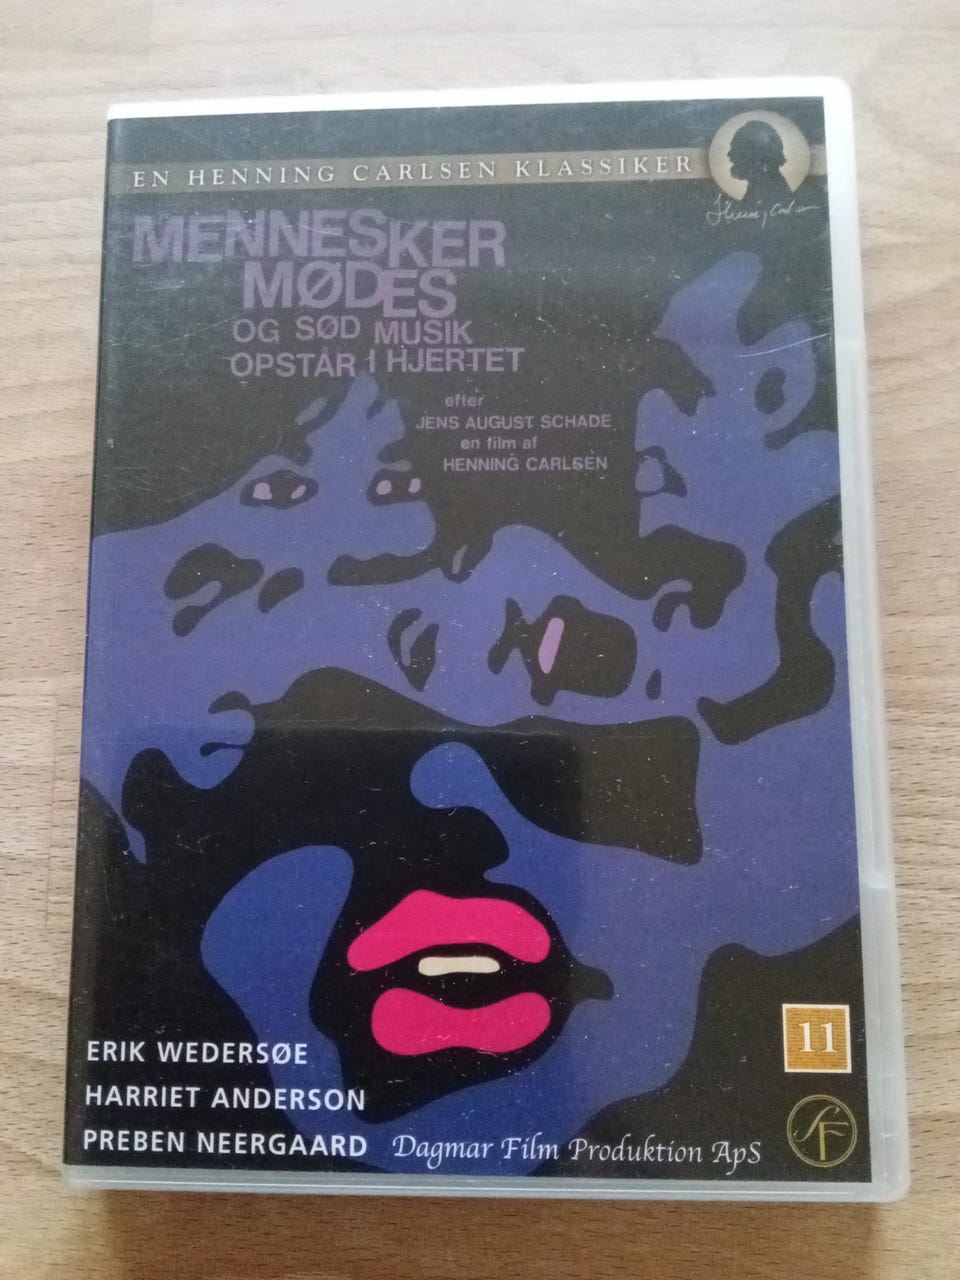 EN HENNING CARLSEN KLASSIKER
MENNESKER
MØDES
OG SØD MUSIK
OPSTÅR I HJERTET
efter
JENS AUGUST SCHADE
en film af
HENNING CARLSEN
11
ERIK WEDERSØE
HARRIET ANDERSON
PREBEN NEERGAARD
Dagmar Film Produktion ApS
SF